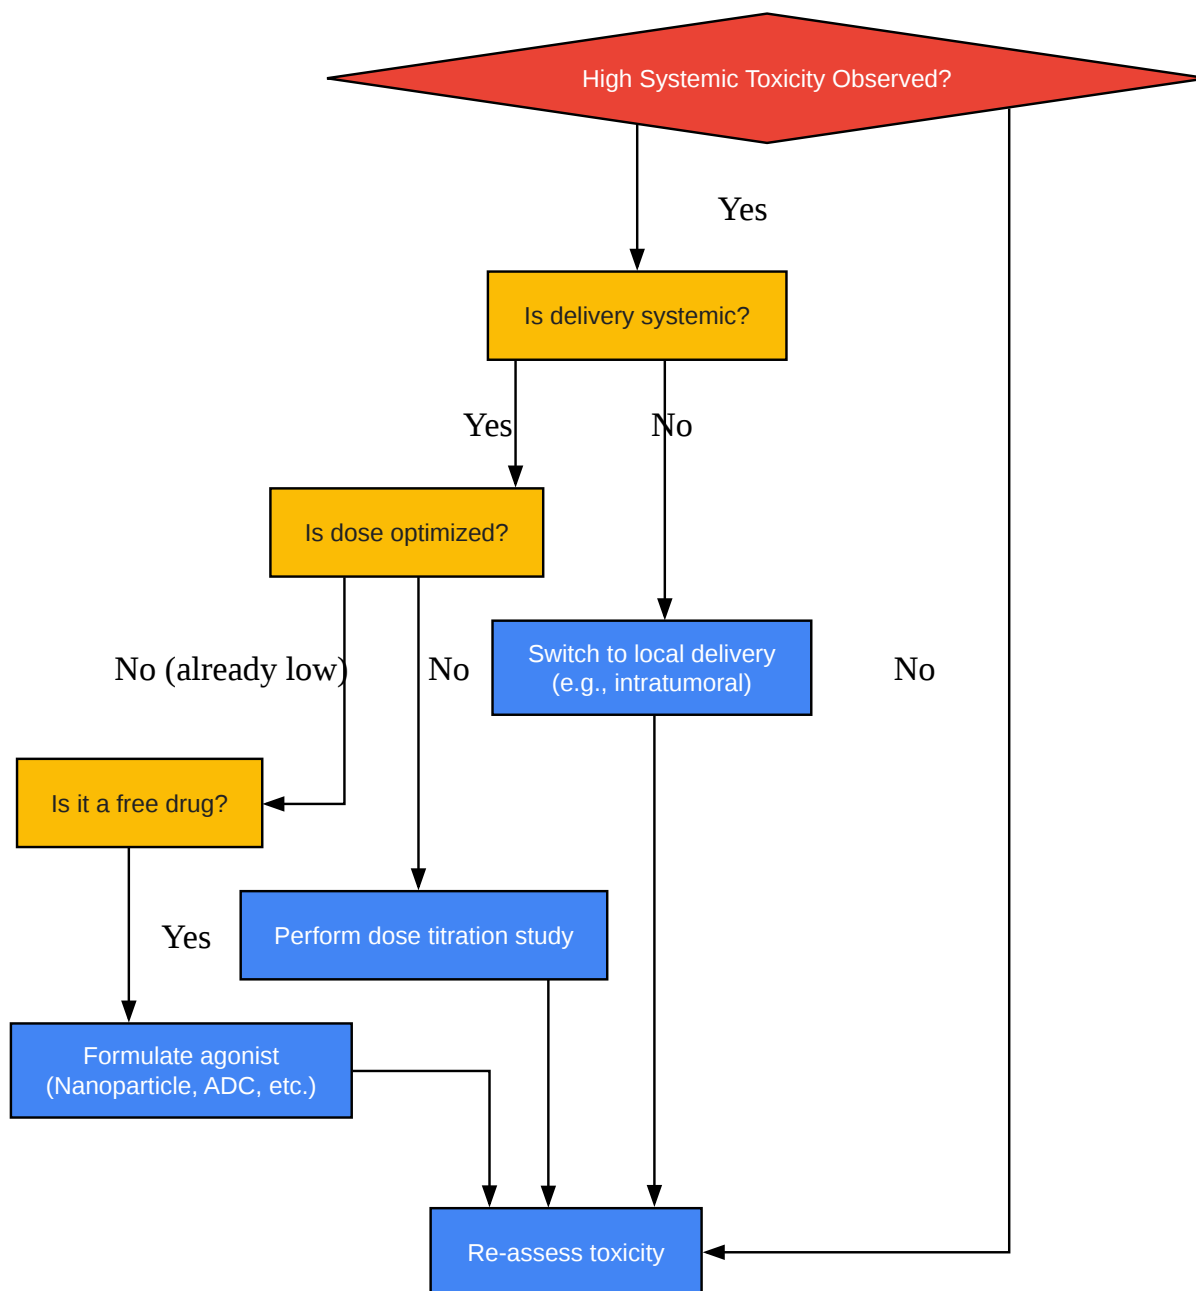 High Systemic Toxicity Observed?
Yes
Is delivery systemic?
Yes
No
Is dose optimized?
No (already low)
No
Switch to local delivery
(e.g., intratumoral)
No
Is it a free drug?
Yes
Perform dose titration study
Formulate agonist
(Nanoparticle, ADC, etc.)
Re-assess toxicity